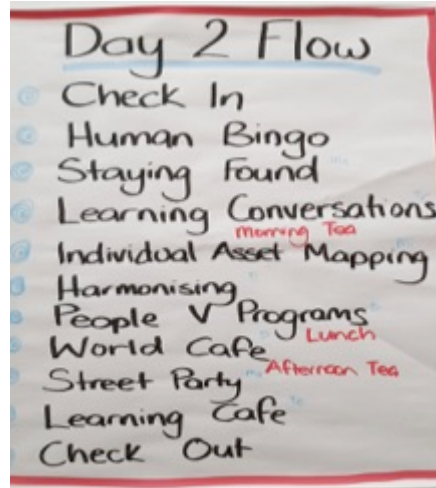 Day 2 Flow
Check In
Human Bingo
Staying Found
Learning Conversations
Morning Tea
Individual Asset Mapping
Harmonising
People V Programs
Lunch
World Cafe
Afternoon Tea
Street Party
Learning Cafe
Check Out